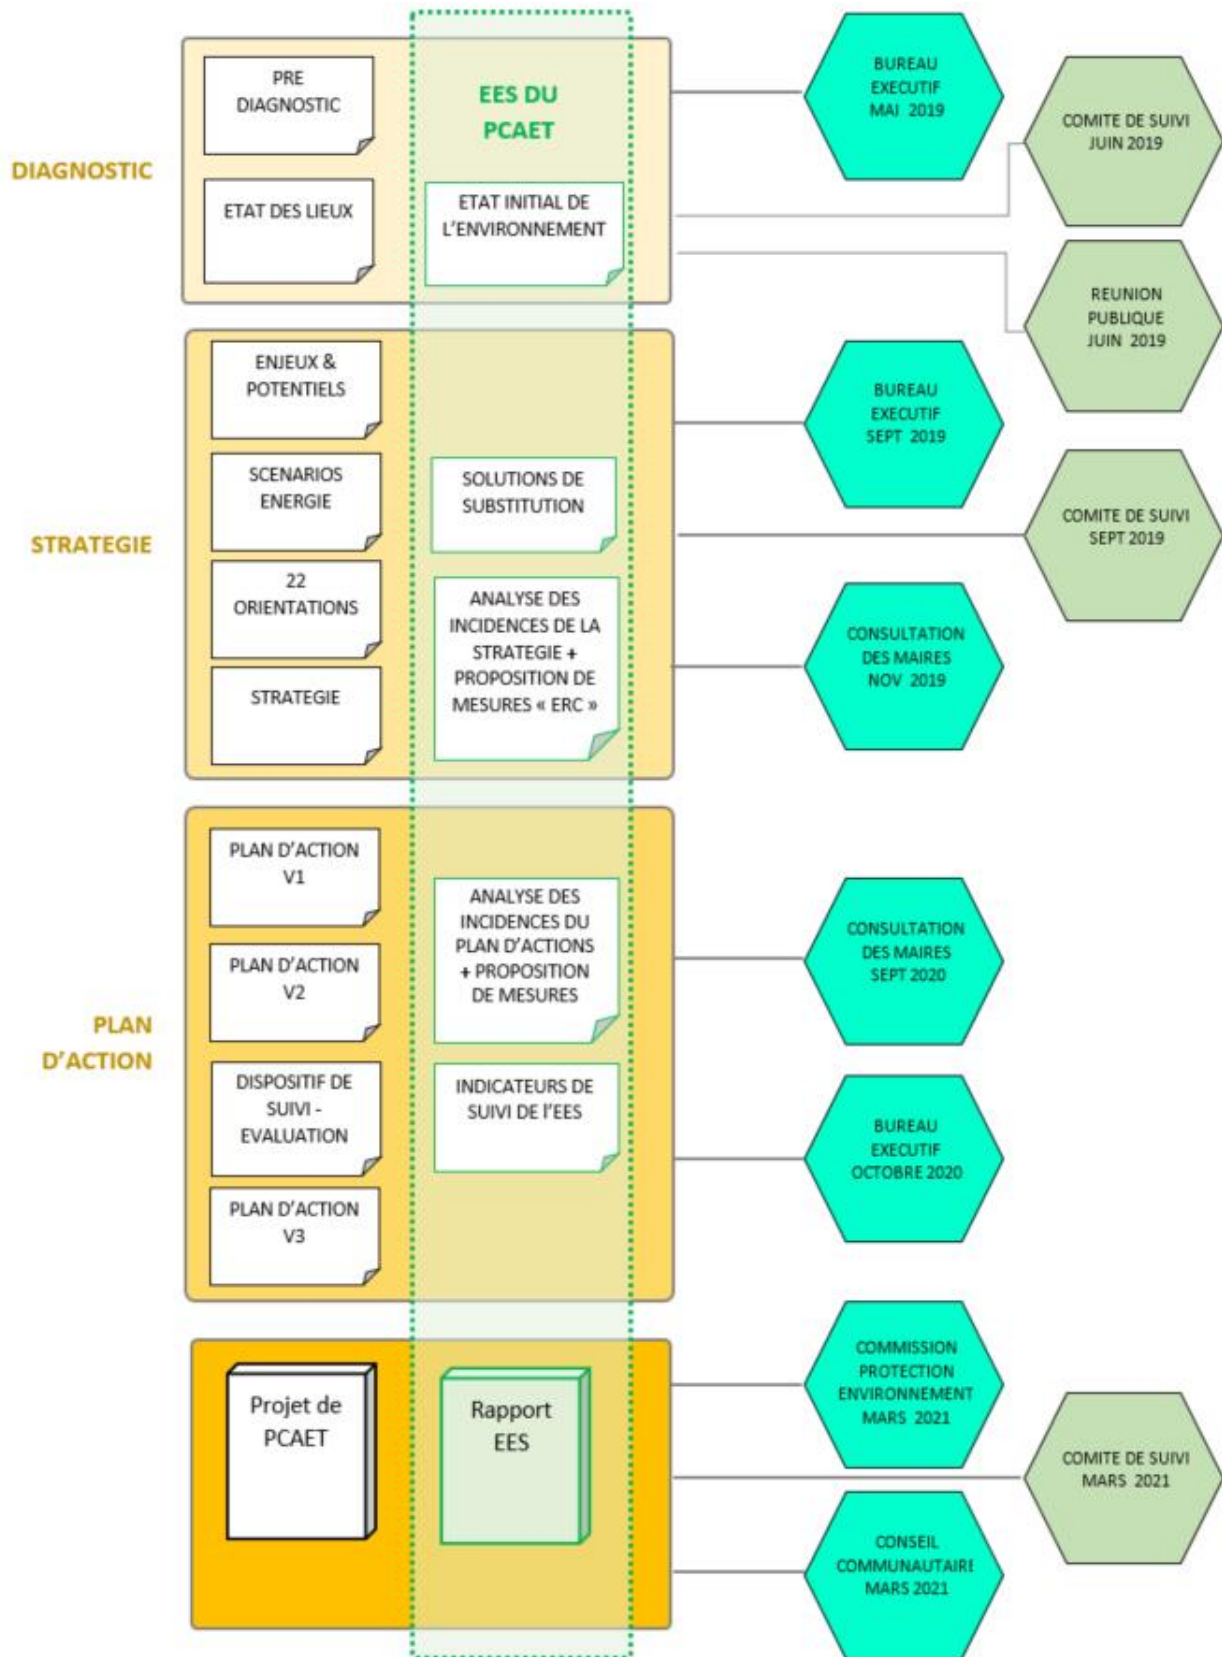 DIAGNOSTIC
PRE
DIAGNOSTIC
ETAT DES LIEUX
EES DU
PCAET
ETAT INITIAL DE
L'ENVIRONNEMENT
BUREAU
EXECUTIF
MAI 2019
COMITE DE SUIVI
JUIN 2019
REUNION
PUBLIQUE
JUIN 2019
STRATEGIE
ENJEUX &
POTENTIELS
SCENARIOS
ENERGIE
22
ORIENTATIONS
STRATEGIE
SOLUTIONS DE
SUBSTITUTION
ANALYSE DES
INCIDENCES DE LA
STRATEGIE +
PROPOSITION DE
MESURES « ERC »
BUREAU
EXECUTIF
SEPT 2019
COMITE DE SUIVI
SEPT 2019
CONSULTATION
DES MAIRES
NOV 2019
PLAN
D'ACTION
PLAN D'ACTION
V1
PLAN D'ACTION
V2
DISPOSITIF DE
SUIVI -
EVALUATION
PLAN D'ACTION
V3
ANALYSE DES
INCIDENCES DU
PLAN D'ACTIONS
+ PROPOSITION
DE MESURES
INDICATEURS DE
SUIVI DE l'EES
CONSULTATION
DES MAIRES
SEPT 2020
BUREAU
EXECUTIF
OCTOBRE 2020
Projet de
PCAET
Rapport
EES
COMMISSION
PROTECTION
ENVIRONNEMENT
MARS 2021
COMITE DE SUIVI
MARS 2021
CONSEIL
COMMUNAUTAIRE
MARS 2021